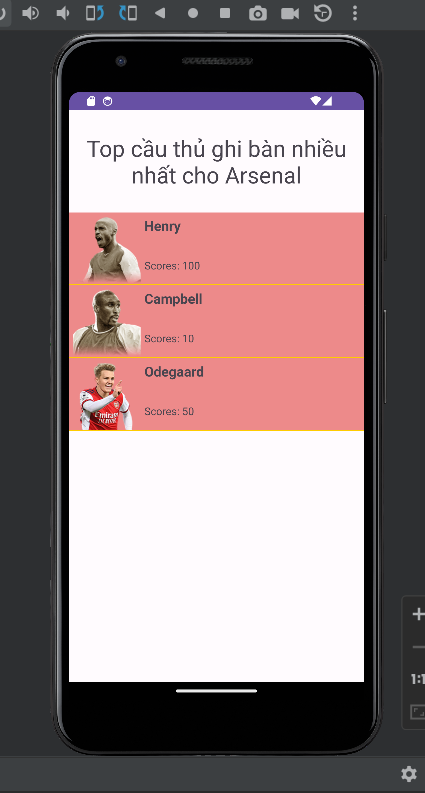 Top cầu thủ ghi bàn nhiều
nhất cho Arsenal
Henry
Scores: 100
Campbell
Scores: 10
Odegaard
Scores: 50
1:1